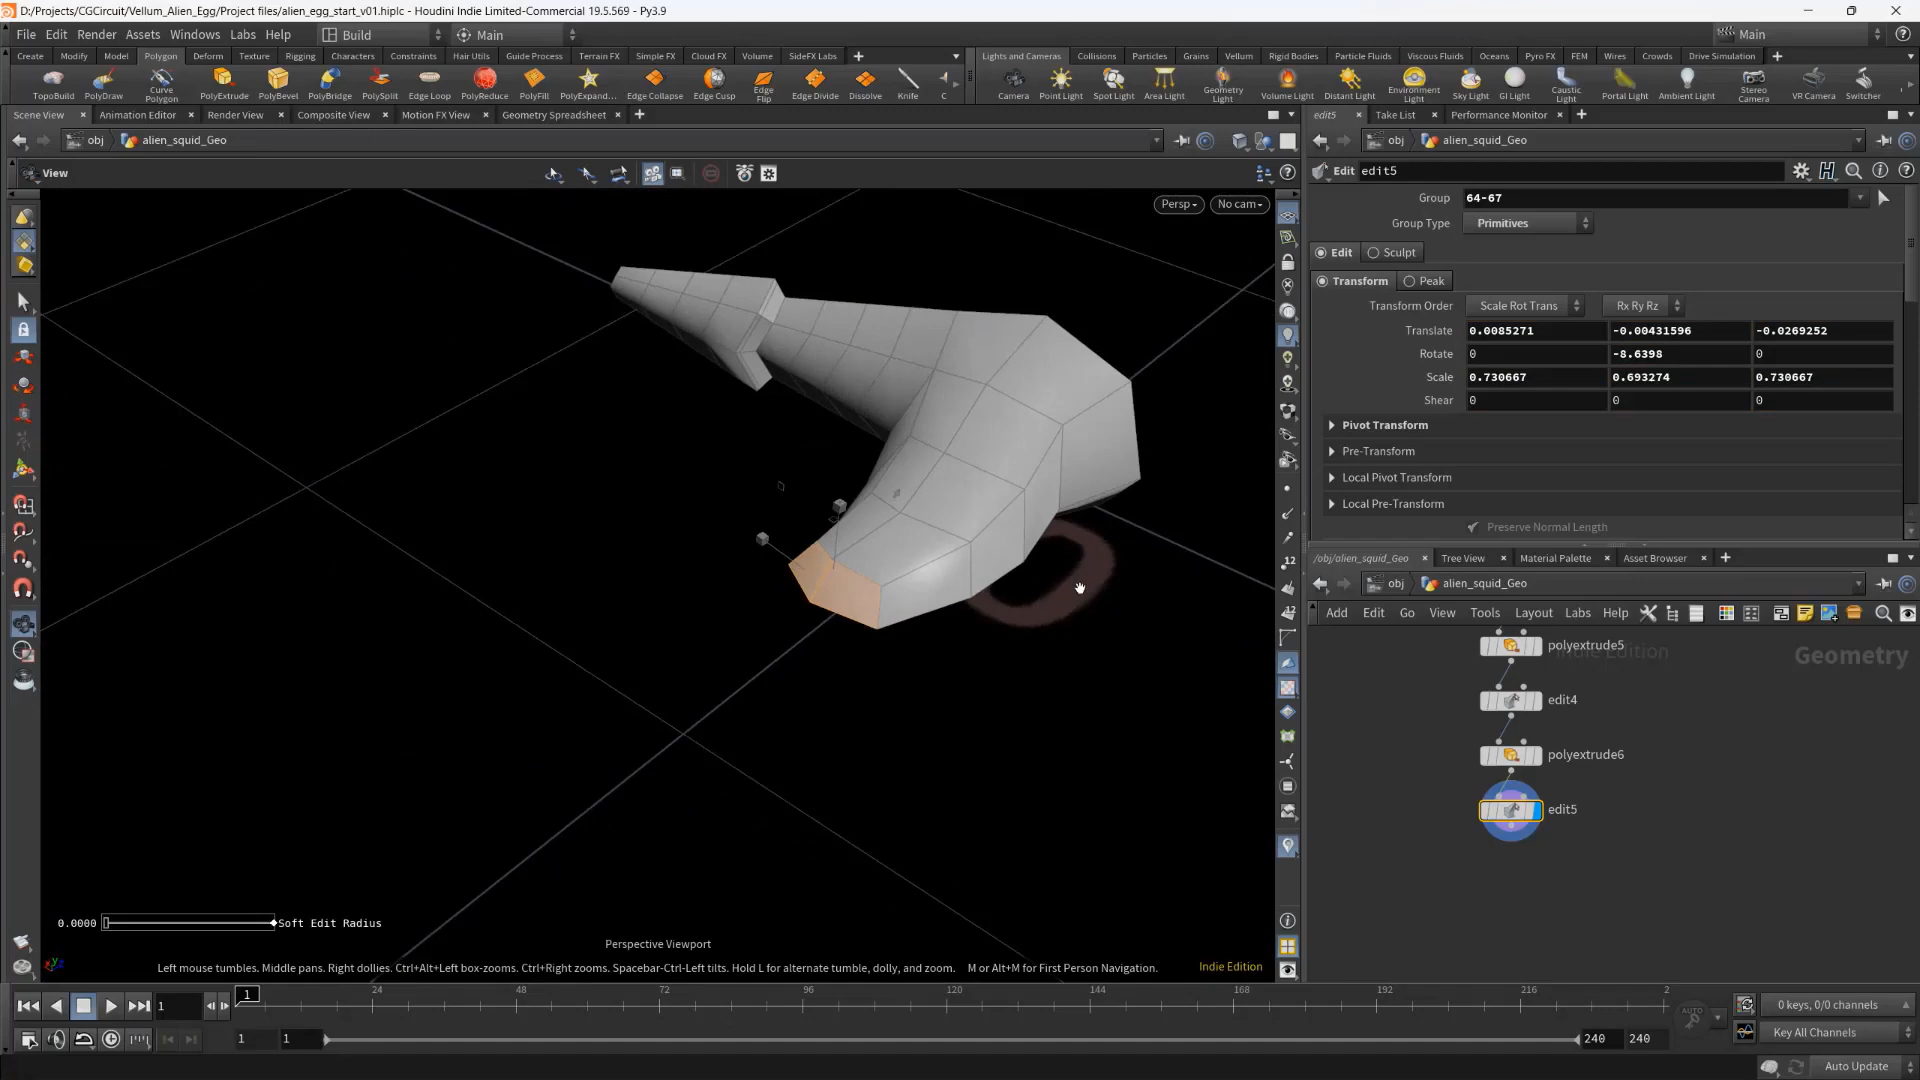 D:/Projects/CGCircuit/Vellum_Alien_Egg/Project files/alien_egg_start_v01.hiplc - Houdini Indie Limited-Commercial 19.5.569 - Py3.9
File Edit Render Assets Windows Labs Help Build Main Main
Create Modify Model Polygon Deform Texture Rigging Characters Constraints Hair Utils Guide Process Terrain FX Simple FX Cloud FX Volume SideFX Labs Lights and Cameras Collisions Particles Grains Vellum Rigid Bodies Particle Fluids Viscous Fluids Oceans Pyro FX FEM Wires Crowds Drive Simulation
TopoBuild PolyDraw Curve Polygon PolyExtrude PolyBevel PolyBridge PolySplit Edge Loop PolyReduce PolyFill PolyExpand... Edge Collapse Edge Cusp Edge Flip Edge Divide Dissolve Knife C Camera Point Light Spot Light Area Light Geometry Light Volume Light Distant Light Environment Light Sky Light GI Light Caustic Light Portal Light Ambient Light Stereo Camera VR Camera Switcher
Scene View Animation Editor Render View Composite View Motion FX View Geometry Spreadsheet edit5 Take List Performance Monitor
obj alien_squid_Geo obj alien_squid_Geo
View Edit edit5
Persp No cam
Group 64-67
Group Type Primitives
Edit Sculpt
Transform Peak
Transform Order Scale Rot Trans Rx Ry Rz
Translate 0.0085271 -0.00431596 -0.0269252
Rotate 0 -8.6398 0
Scale 0.730667 0.693274 0.730667
Shear 0 0 0
Pivot Transform
Pre-Transform
Local Pivot Transform
Local Pre-Transform
Preserve Normal Length
/obj/alien_squid_Geo Tree View Material Palette Asset Browser
obj alien_squid_Geo
Add Edit Go View Tools Layout Labs Help
12
12
Indie Edition Geometry
polyextrude5
edit4
polyextrude6
edit5
0.0000 Soft Edit Radius
Perspective Viewport
Left mouse tumbles. Middle pans. Right dollies. Ctrl+Alt+Left box-zooms. Ctrl+Right zooms. Spacebar-Ctrl-Left tilts. Hold L for alternate tumble, dolly, and zoom. M or Alt+M for First Person Navigation.
Indie Edition
1 1 24 48 72 96 120 144 168 192 216 2 AUTO 0 keys, 0/0 channels
1 1 240 240 Key All Channels
Auto Update